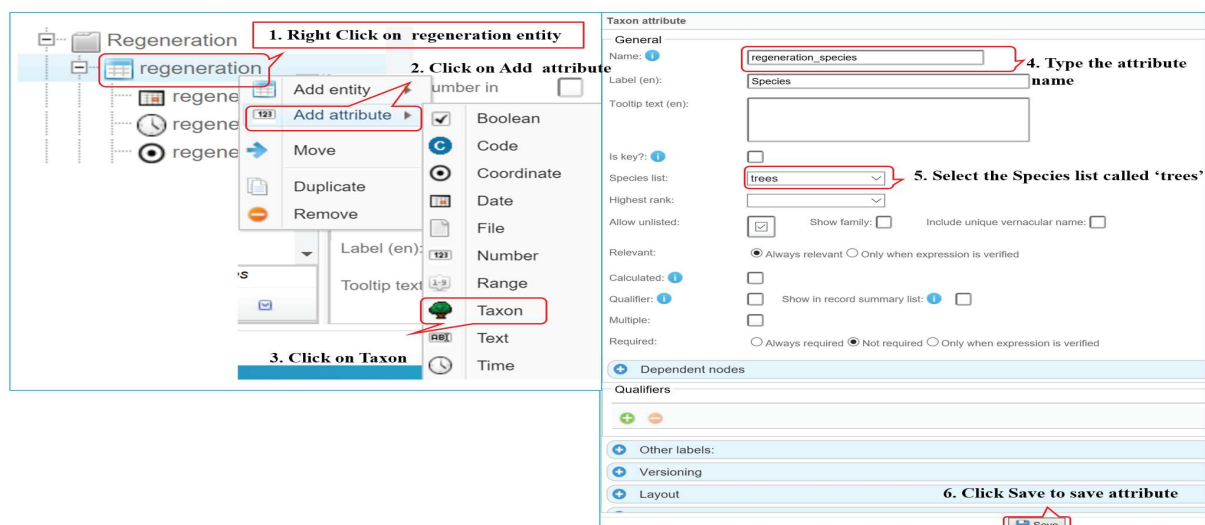 Regeneration
1. Right Click on regeneration entity
regeneration
2. Click on Add attribute
regene
regene
regene
Add entity
Add attribute
Move
Duplicate
Remove
umber in
Boolean
Code
Coordinate
Date
File
Number
Range
Taxon
Text
Time
Label (en):
Tooltip text
3. Click on Taxon
Taxon attribute
General
Name:
regeneration_species
4. Type the attribute
name
Label (en):
Species
Tooltip text (en):
Is key?:
Species list:
trees
5. Select the Species list called ‘trees’
Highest rank:
Allow unlisted:
Show family:
Include unique vernacular name:
Relevant:
Always relevant
Only when expression is verified
Calculated:
Qualifier:
Show in record summary list:
Multiple:
Required:
Always required
Not required
Only when expression is verified
Dependent nodes
Qualifiers
Other labels:
Versioning
Layout
6. Click Save to save attribute
Save